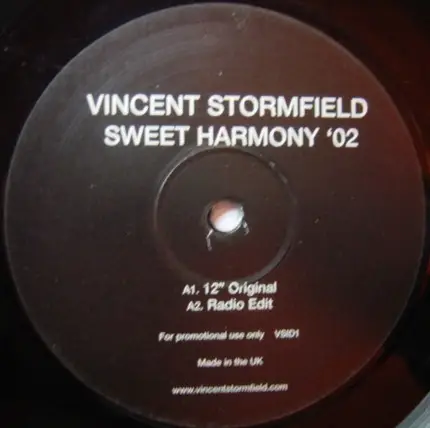 VINCENT STORMFIELD
SWEET HARMONY '02
A1. 12" Original
A2. Radio Edit
For promotional use only VSID1
Made in the UK
www.vincentstormfield.com